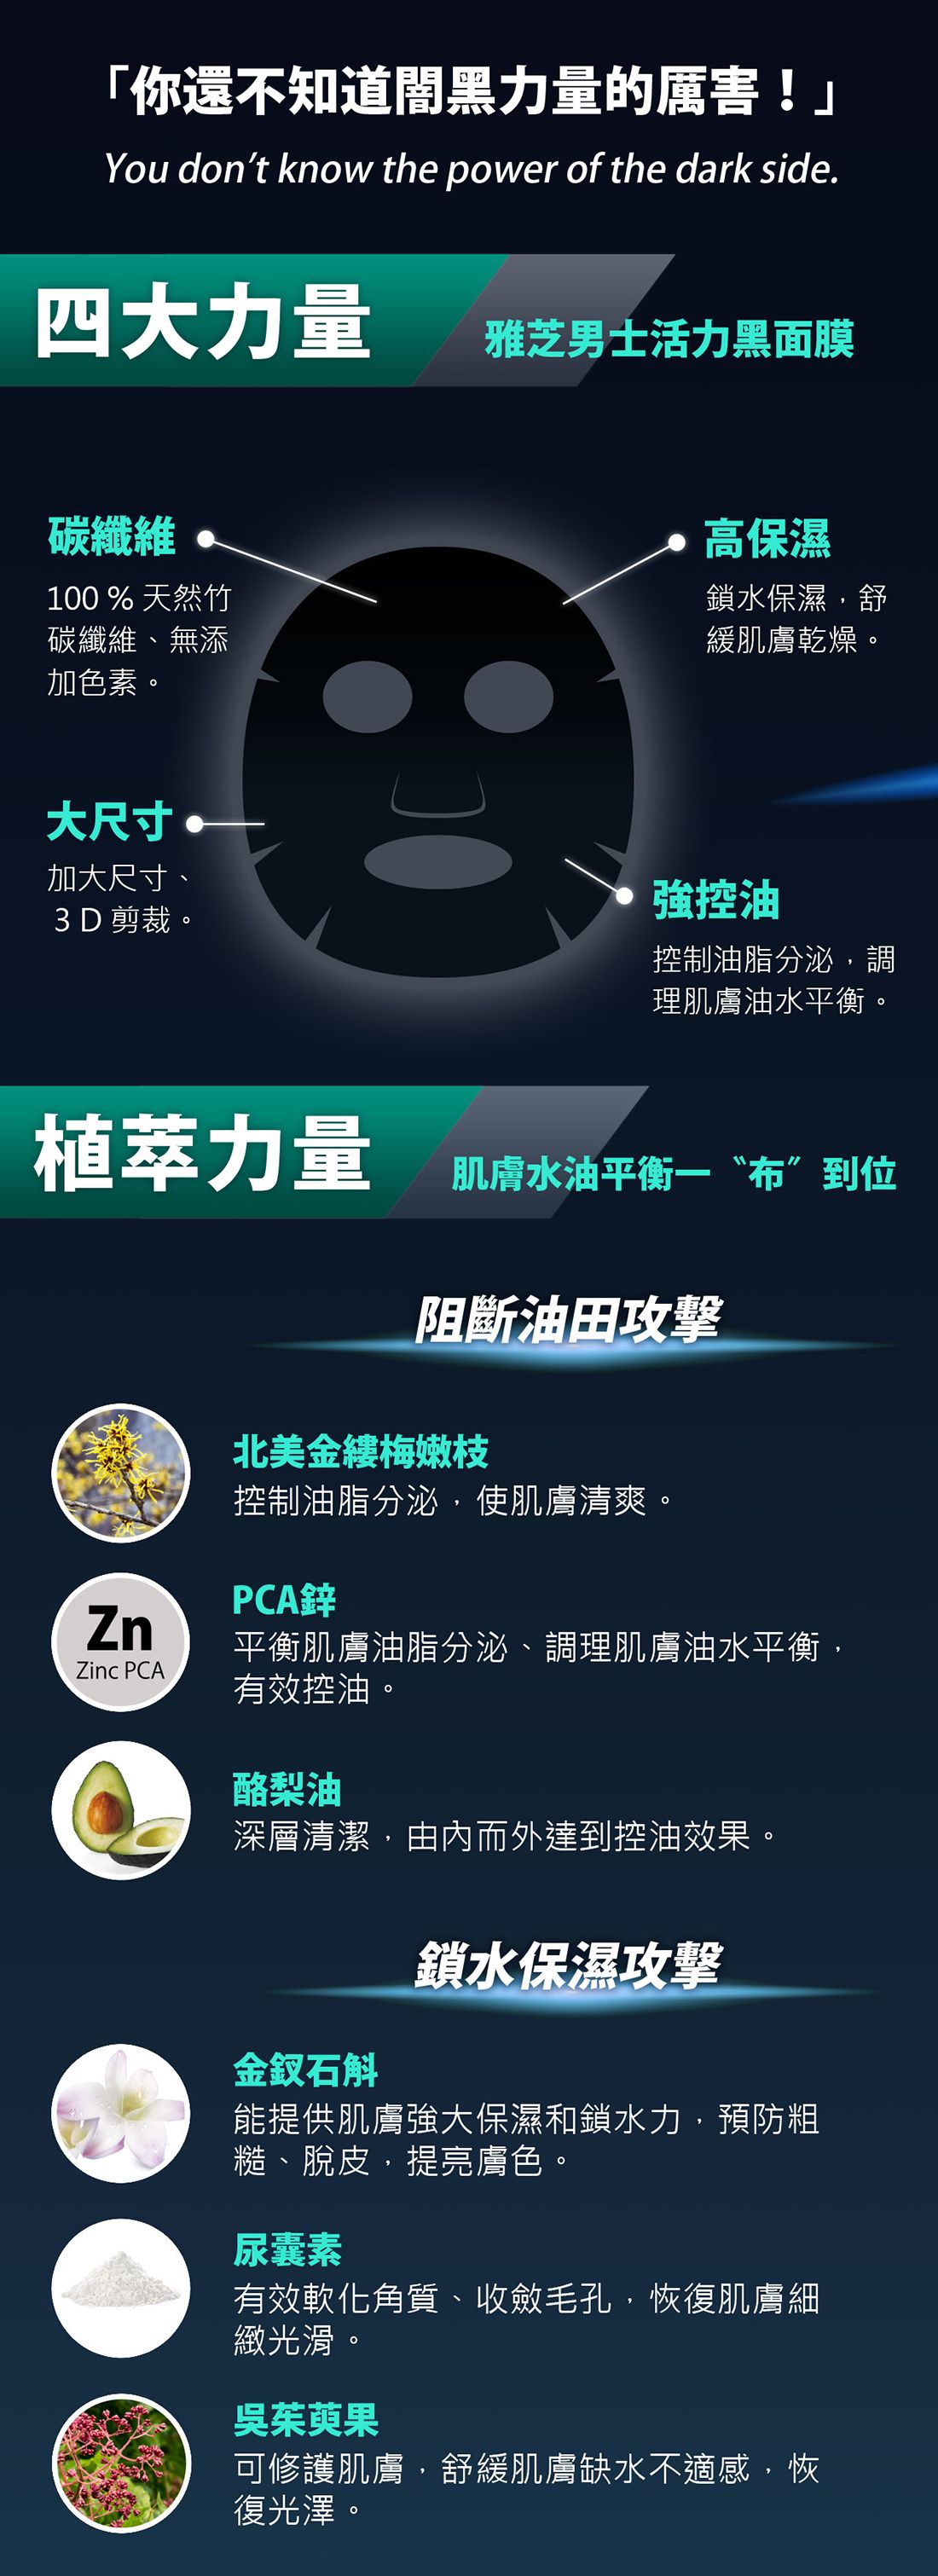 「你還不知道闇黑力量的厲害！」
You don't know the power of the dark side.
四大力量
雅芝男士活力黑面膜
碳纖維
100 % 天然竹
碳纖維、無添
加色素。
高保濕
鎖水保濕，舒
緩肌膚乾燥。
大尺寸
加大尺寸、
3 D 剪裁。
強控油
控制油脂分泌，調
理肌膚油水平衡。
植萃力量
肌膚水油平衡一〝布〞到位
阻斷油田攻擊
北美金縷梅嫩枝
控制油脂分泌，使肌膚清爽。
Zn
Zinc PCA
PCA鋅
平衡肌膚油脂分泌、調理肌膚油水平衡，
有效控油。
酪梨油
深層清潔，由內而外達到控油效果。
鎖水保濕攻擊
金釵石斛
能提供肌膚強大保濕和鎖水力，預防粗
糙、脫皮，提亮膚色。
尿囊素
有效軟化角質、收斂毛孔，恢復肌膚細
緻光滑。
吳茱萸果
可修護肌膚，舒緩肌膚缺水不適感，恢
復光澤。